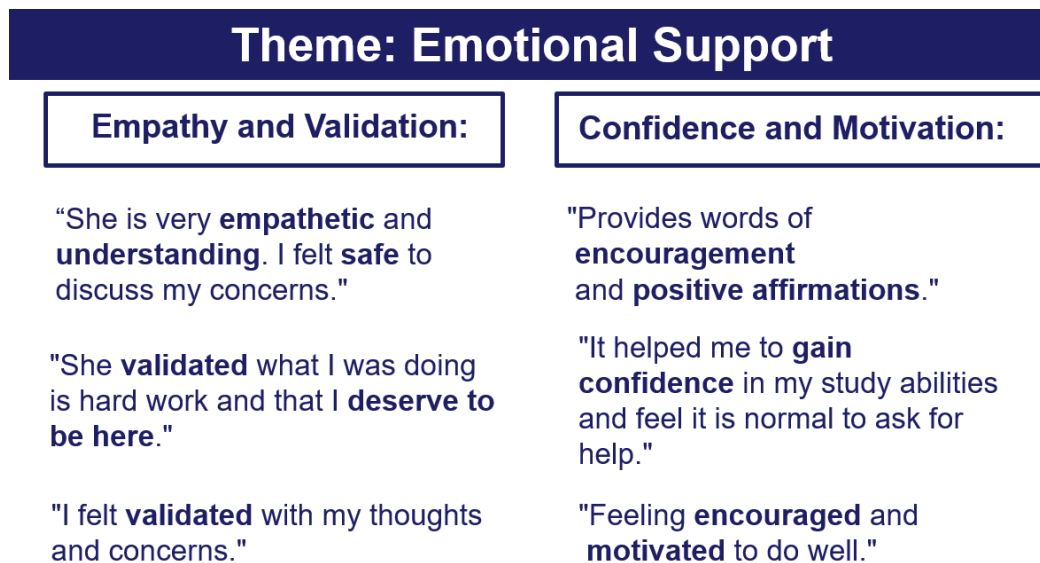 Theme: Emotional Support
Empathy and Validation:
“She is very empathetic and
understanding. I felt safe to
discuss my concerns."
"She validated what I was doing
is hard work and that I deserve to
be here."
"I felt validated with my thoughts
and concerns."
Confidence and Motivation:
"Provides words of
encouragement
and positive affirmations."
"It helped me to gain
confidence in my study abilities
and feel it is normal to ask for
help."
"Feeling encouraged and
motivated to do well."